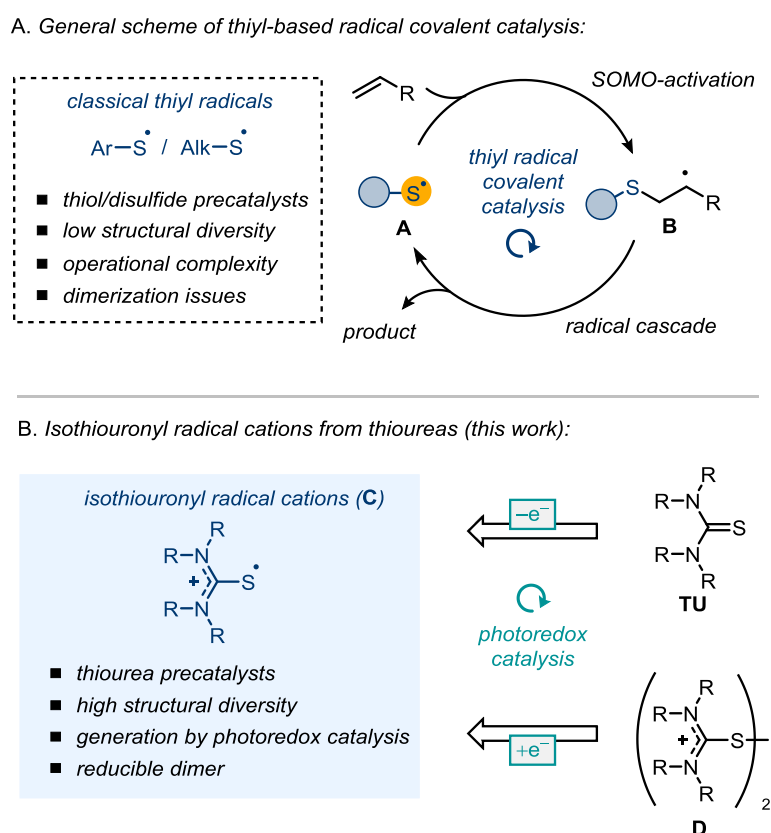 A. General scheme of thiyl-based radical covalent catalysis:
classical thiyl radicals
Ar–S• / Alk–S•
■ thiol/disulfide precatalysts
■ low structural diversity
■ operational complexity
■ dimerization issues
R
SOMO-activation
thiyl radical
covalent
catalysis
S•
A
S
•
R
B
product
radical cascade
B. Isothiouronyl radical cations from thioureas (this work):
isothiouronyl radical cations (C)
R
R–N
+
S•
R–N
R
■ thiourea precatalysts
■ high structural diversity
■ generation by photoredox catalysis
■ reducible dimer
–e⁻
photoredox
catalysis
+e⁻
R
R–N
S
R–N
R
TU
R
R–N
+
S
R–N
R
2
D